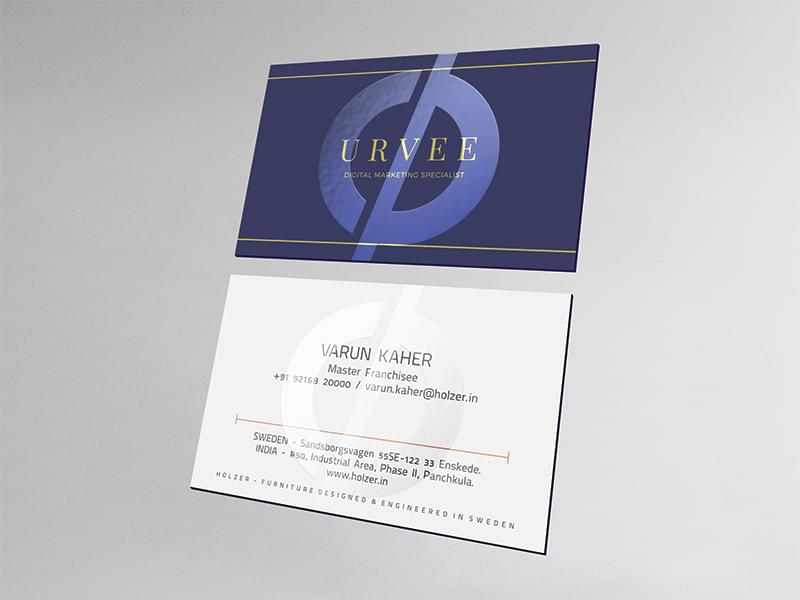 URVEE
DIGITAL MARKETING SPECIALIST
VARUN KAHER
Master Franchisee
+91 92168 20000 / varun.kaher@holzer.in
SWEDEN - Sandsborgsvagen 55SE-122 33 Enskede.
INDIA - #50, Industrial Area, Phase II, Panchkula.
www.holzer.in
HOLZER - FURNITURE DESIGNED & ENGINEERED IN SWEDEN